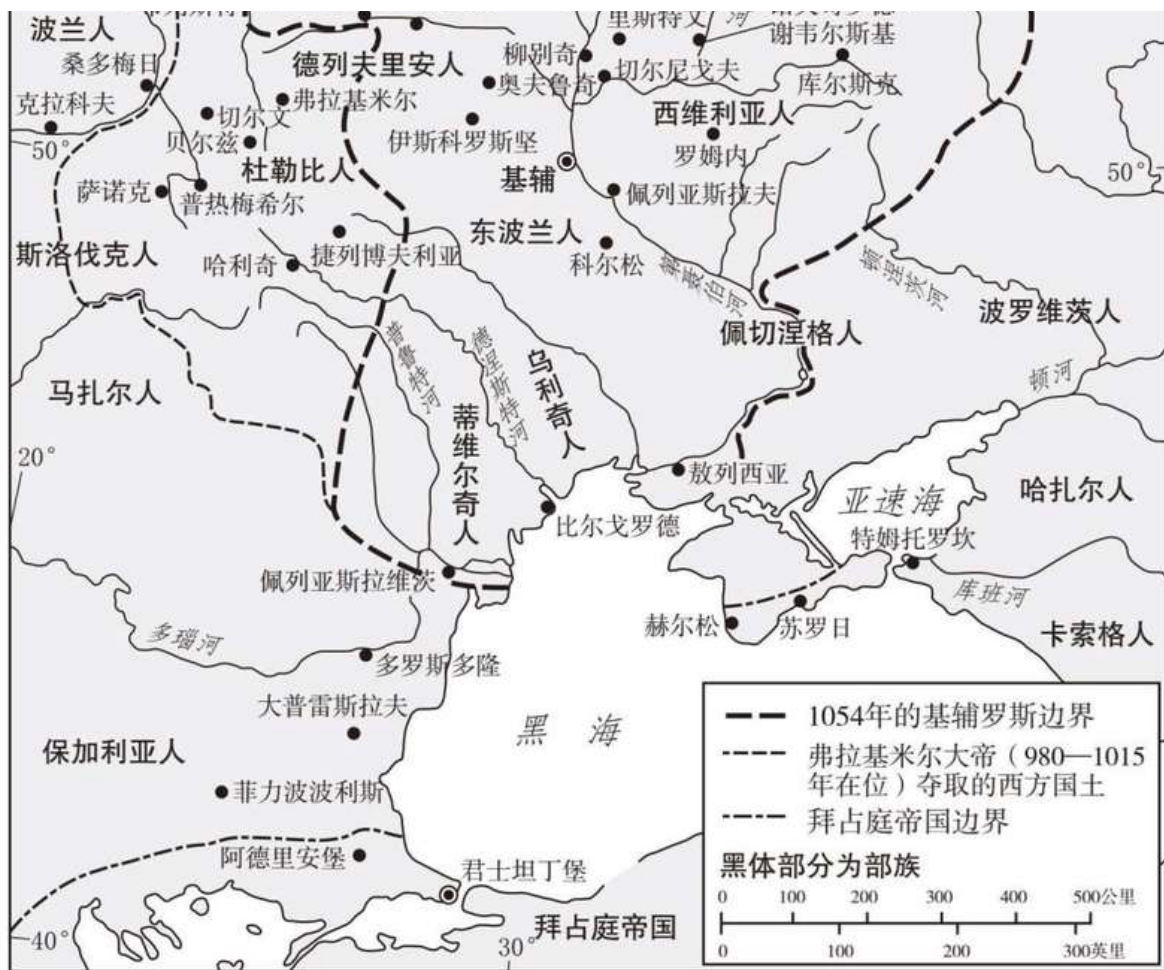 波兰人
桑多梅日
克拉科夫
德列夫里安人
弗拉基米尔
切尔文
贝尔兹
杜勒比人
萨诺克
普热梅希尔
斯洛伐克人
哈利奇
捷列博夫利亚
里斯特文
河
柳别奇
奥夫鲁奇
切尔尼戈夫
谢韦尔斯基
库尔斯克
西维利亚人
罗姆内
伊斯科罗斯坚
基辅
佩列亚斯拉夫
50°
50°
东波兰人
科尔松
第聂伯河
顿涅茨河
佩切涅格人
波罗维茨人
顿河
马扎尔人
普鲁特河
德涅斯特河
乌利奇人
蒂维尔奇人
20°
敖列西亚
比尔戈罗德
亚速海
特姆托罗坎
哈扎尔人
佩列亚斯拉维茨
赫尔松
苏罗日
库班河
卡索格人
多瑙河
多罗斯多隆
大普雷斯拉夫
黑 海
保加利亚人
菲力波波利斯
阿德里安堡
君士坦丁堡
拜占庭帝国
40°
30°
1054年的基辅罗斯边界
弗拉基米尔大帝（980—1015
年在位）夺取的西方国土
拜占庭帝国边界
黑体部分为部族
0 100 200 300 400 500公里
0 100 200 300英里